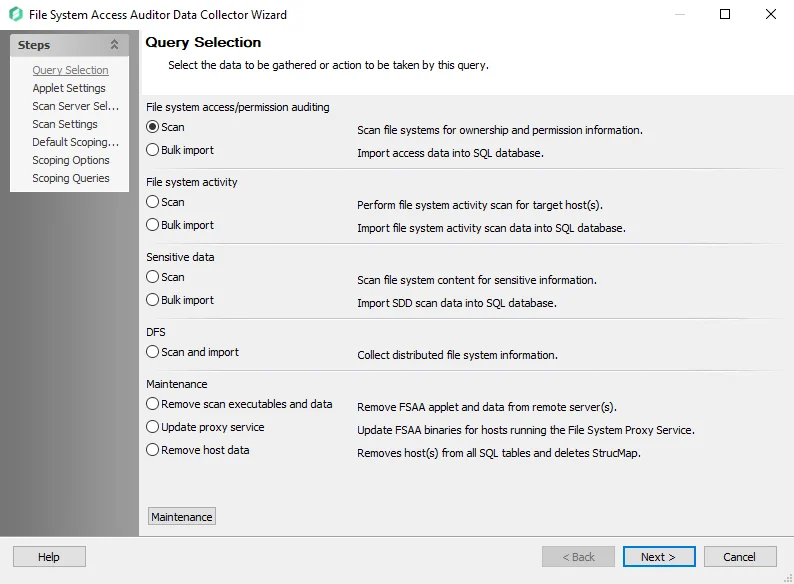 File System Access Auditor Data Collector Wizard
Steps
Query Selection
Applet Settings
Scan Server Sel...
Scan Settings
Default Scoping...
Scoping Options
Scoping Queries
Query Selection
Select the data to be gathered or action to be taken by this query.
File system access/permission auditing
Scan Scan file systems for ownership and permission information.
Bulk import Import access data into SQL database.
File system activity
Scan Perform file system activity scan for target host(s).
Bulk import Import file system activity scan data into SQL database.
Sensitive data
Scan Scan file system content for sensitive information.
Bulk import Import SDD scan data into SQL database.
DFS
Scan and import Collect distributed file system information.
Maintenance
Remove scan executables and data Remove FSAA applet and data from remote server(s).
Update proxy service Update FSAA binaries for hosts running the File System Proxy Service.
Remove host data Removes host(s) from all SQL tables and deletes StrucMap.
Maintenance
Help < Back Next > Cancel